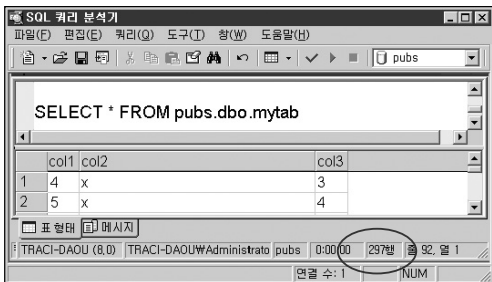 SQL 쿼리 분석기
파일(F) 편집(E) 쿼리(Q) 도구(T) 창(W) 도움말(H)
pubs
SELECT * FROM pubs.dbo.mytab
col1 col2 col3
1 4 x 3
2 5 x 4
표 형태 메시지
TRACI-DAOU (8,0) TRACI-DAOU￦Administrato pubs 0:00:00 297행 줄 92, 열 1
연결 수: 1 NUM